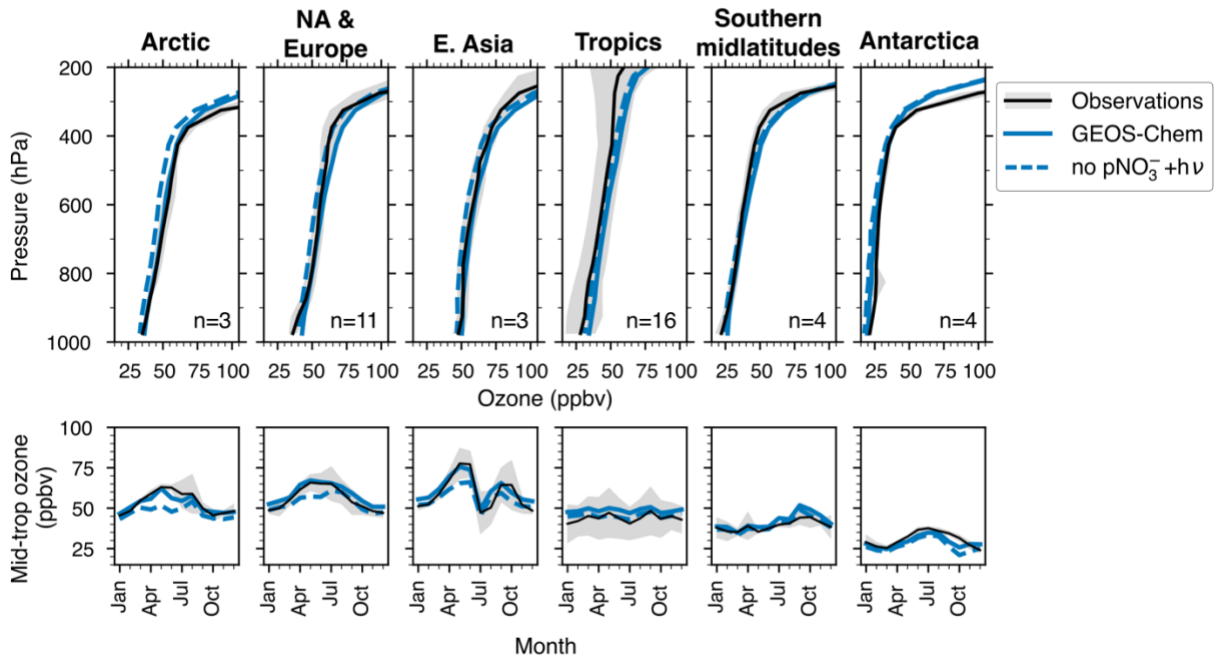 Arctic
NA &
Europe
E. Asia
Tropics
Southern
midlatitudes
Antarctica
Pressure (hPa)
200
400
600
800
1000
n=3
n=11
n=3
n=16
n=4
n=4
25 50 75 100
25 50 75 100
25 50 75 100
25 50 75 100
25 50 75 100
25 50 75 100
Ozone (ppbv)
Observations
GEOS-Chem
no pNO₃⁻+hν
Mid-trop ozone
(ppbv)
100
75
50
25
Jan Apr Jul Oct
Jan Apr Jul Oct
Jan Apr Jul Oct
Jan Apr Jul Oct
Jan Apr Jul Oct
Jan Apr Jul Oct
Month